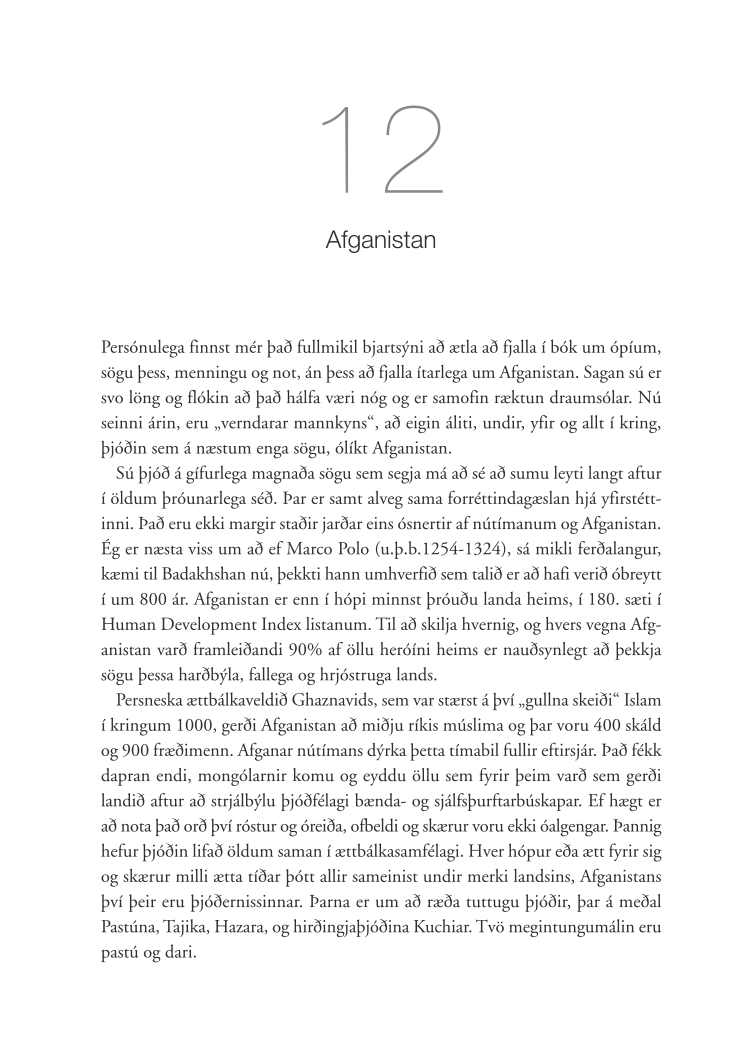 12
Afganistan
Persónulega finnst mér það fullmikil bjartsýni að ætla að fjalla í bók um ópíum,
sögu þess, menningu og not, án þess að fjalla ítarlega um Afganistan. Sagan sú er
svo löng og flókin að það hálfa væri nóg og er samofin ræktun draumsólar. Nú
seinni árin, eru „verndarar mannkyns“, að eigin áliti, undir, yfir og allt í kring,
þjóðin sem á næstum enga sögu, ólíkt Afganistan.
Sú þjóð á gífurlega magnaða sögu sem segja má að sé að sumu leyti langt aftur
í öldum þróunarlega séð. Þar er samt alveg sama forréttindagæslan hjá yfirstétt-
inni. Það eru ekki margir staðir jarðar eins ósnertir af nútímanum og Afganistan.
Ég er næsta viss um að ef Marco Polo (u.þ.b.1254-1324), sá mikli ferðalangur,
kæmi til Badakhshan nú, þekkti hann umhverfið sem talið er að hafi verið óbreytt
í um 800 ár. Afganistan er enn í hópi minnst þróuðu landa heims, í 180. sæti í
Human Development Index listanum. Til að skilja hvernig, og hvers vegna Afg-
anistan varð framleiðandi 90% af öllu heróíni heims er nauðsynlegt að þekkja
sögu þessa harðbýla, fallega og hrjóstruga lands.
Persneska ættbálkaveldið Ghaznavids, sem var stærst á því „gullna skeiði“ Islam
í kringum 1000, gerði Afganistan að miðju ríkis múslima og þar voru 400 skáld
og 900 fræðimenn. Afganar nútímans dýrka þetta tímabil fullir eftirsjár. Það fékk
dapran endi, mongólarnir komu og eyddu öllu sem fyrir þeim varð sem gerði
landið aftur að strjálbýlu þjóðfélagi bænda- og sjálfsþurftarbúskapar. Ef hægt er
að nota það orð því róstur og óreiða, ofbeldi og skærur voru ekki óalgengar. Þannig
hefur þjóðin lifað öldum saman í ættbálkasamfélagi. Hver hópur eða ætt fyrir sig
og skærur milli ætta tíðar þótt allir sameinist undir merki landsins, Afganistans
því þeir eru þjóðernissinnar. Þarna er um að ræða tuttugu þjóðir, þar á meðal
Pastúna, Tajika, Hazara, og hirðingjaþjóðina Kuchiar. Tvö megintungumálin eru
pastú og dari.